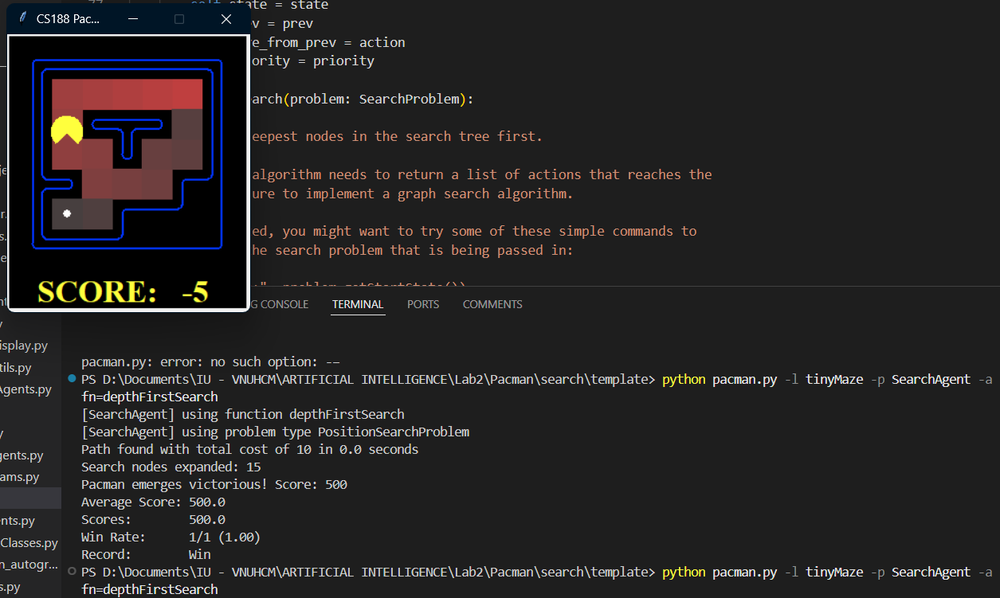 77
self.state = state
CS188 Pac...
v = prev
e_from_prev = action
ority = priority
arch(problem: SearchProblem):
eepest nodes in the search tree first.
algorithm needs to return a list of actions that reaches the
ure to implement a graph search algorithm.
ed, you might want to try some of these simple commands to
he search problem that is being passed in:
problem.getStartState())
SCORE: -5
G CONSOLE TERMINAL PORTS COMMENTS
isplay.py
tils.py
Agents.py
gents.py
ams.py
ents.py
Classes.py
n_autogr...
s.py
pacman.py: error: no such option: --
PS D:\Documents\IU - VNUHCM\ARTIFICIAL INTELLIGENCE\Lab2\Pacman\search\template> python pacman.py -l tinyMaze -p SearchAgent -a
fn=depthFirstSearch
[SearchAgent] using function depthFirstSearch
[SearchAgent] using problem type PositionSearchProblem
Path found with total cost of 10 in 0.0 seconds
Search nodes expanded: 15
Pacman emerges victorious! Score: 500
Average Score: 500.0
Scores: 500.0
Win Rate: 1/1 (1.00)
Record: Win
PS D:\Documents\IU - VNUHCM\ARTIFICIAL INTELLIGENCE\Lab2\Pacman\search\template> python pacman.py -l tinyMaze -p SearchAgent -a
fn=depthFirstSearch